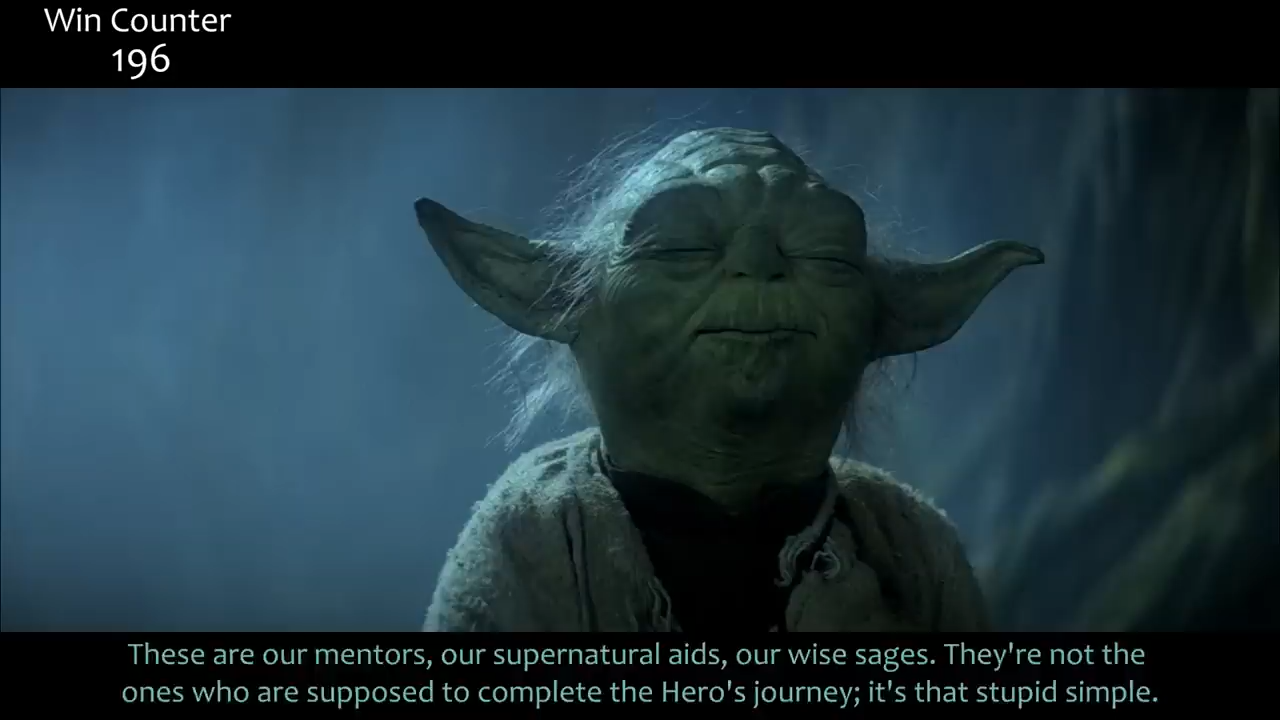 Win Counter
196
These are our mentors, our supernatural aids, our wise sages. They're not the
ones who are supposed to complete the Hero's journey; it's that stupid simple.